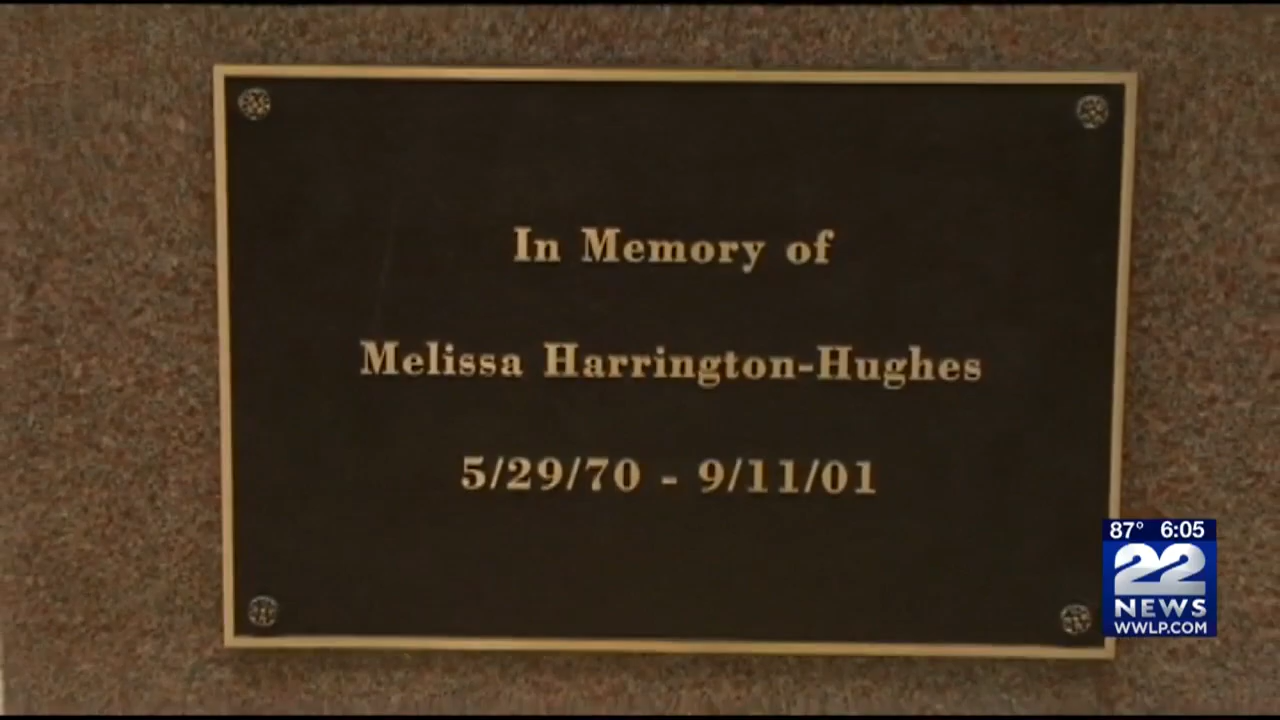 In Memory of
Melissa Harrington-Hughes
5/29/70 - 9/11/01
87° 6:05
22
NEWS
WWLP.COM